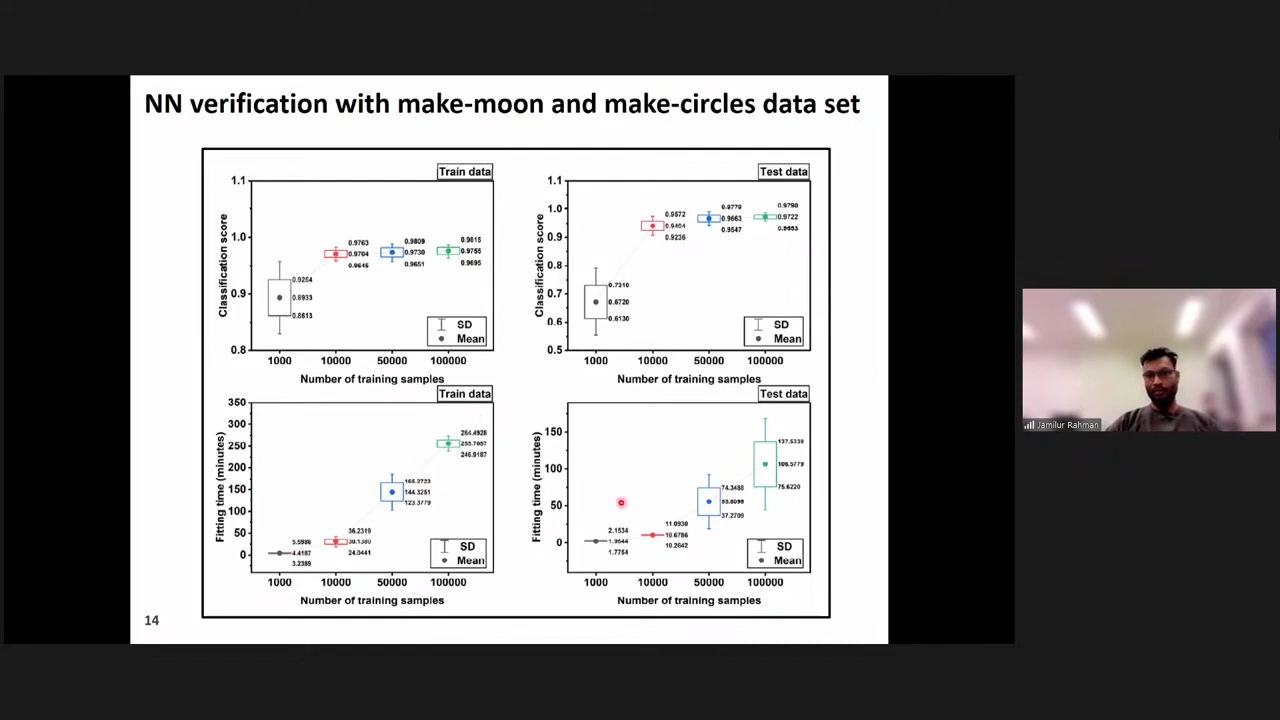 NN verification with make-moon and make-circles data set
Train data
1.1
1.0
0.9
0.8
Classification score
0.9254
0.8933
0.8613
0.9763
0.9704
0.9645
0.9809
0.9730
0.9651
0.9815
0.9755
0.9695
SD
Mean
1000 10000 50000 100000
Number of training samples
Test data
1.1
1.0
0.9
0.8
0.7
0.6
0.5
Classification score
0.7310
0.6720
0.6130
0.9572
0.9404
0.9236
0.9779
0.9663
0.9547
0.9790
0.9722
SD
Mean
1000 10000 50000 100000
Number of training samples
Train data
350
300
250
200
150
100
50
0
Fitting time (minutes)
5.5986
4.4187
3.2389
36.2319
30.1380
24.0441
144.3251
123.3779
246.9187
SD
Mean
1000 10000 50000 100000
Number of training samples
Test data
150
100
50
0
Fitting time (minutes)
2.1534
1.9644
1.7754
11.0930
10.6786
10.2642
74.3488
37.2709
137.5338
106.5779
75.6220
SD
Mean
1000 10000 50000 100000
Number of training samples
14
Jamilur Rahman